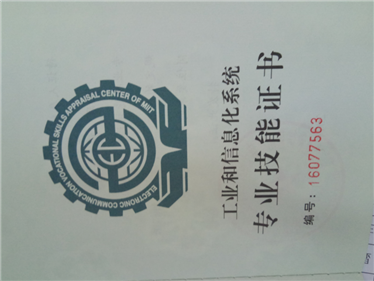 ELECTRONIC COMMUNICATION VOCATIONAL SKILLS APPRAISAL CENTER OF MIIT
工业和信息化系统
专业技能证书
编号：16077563